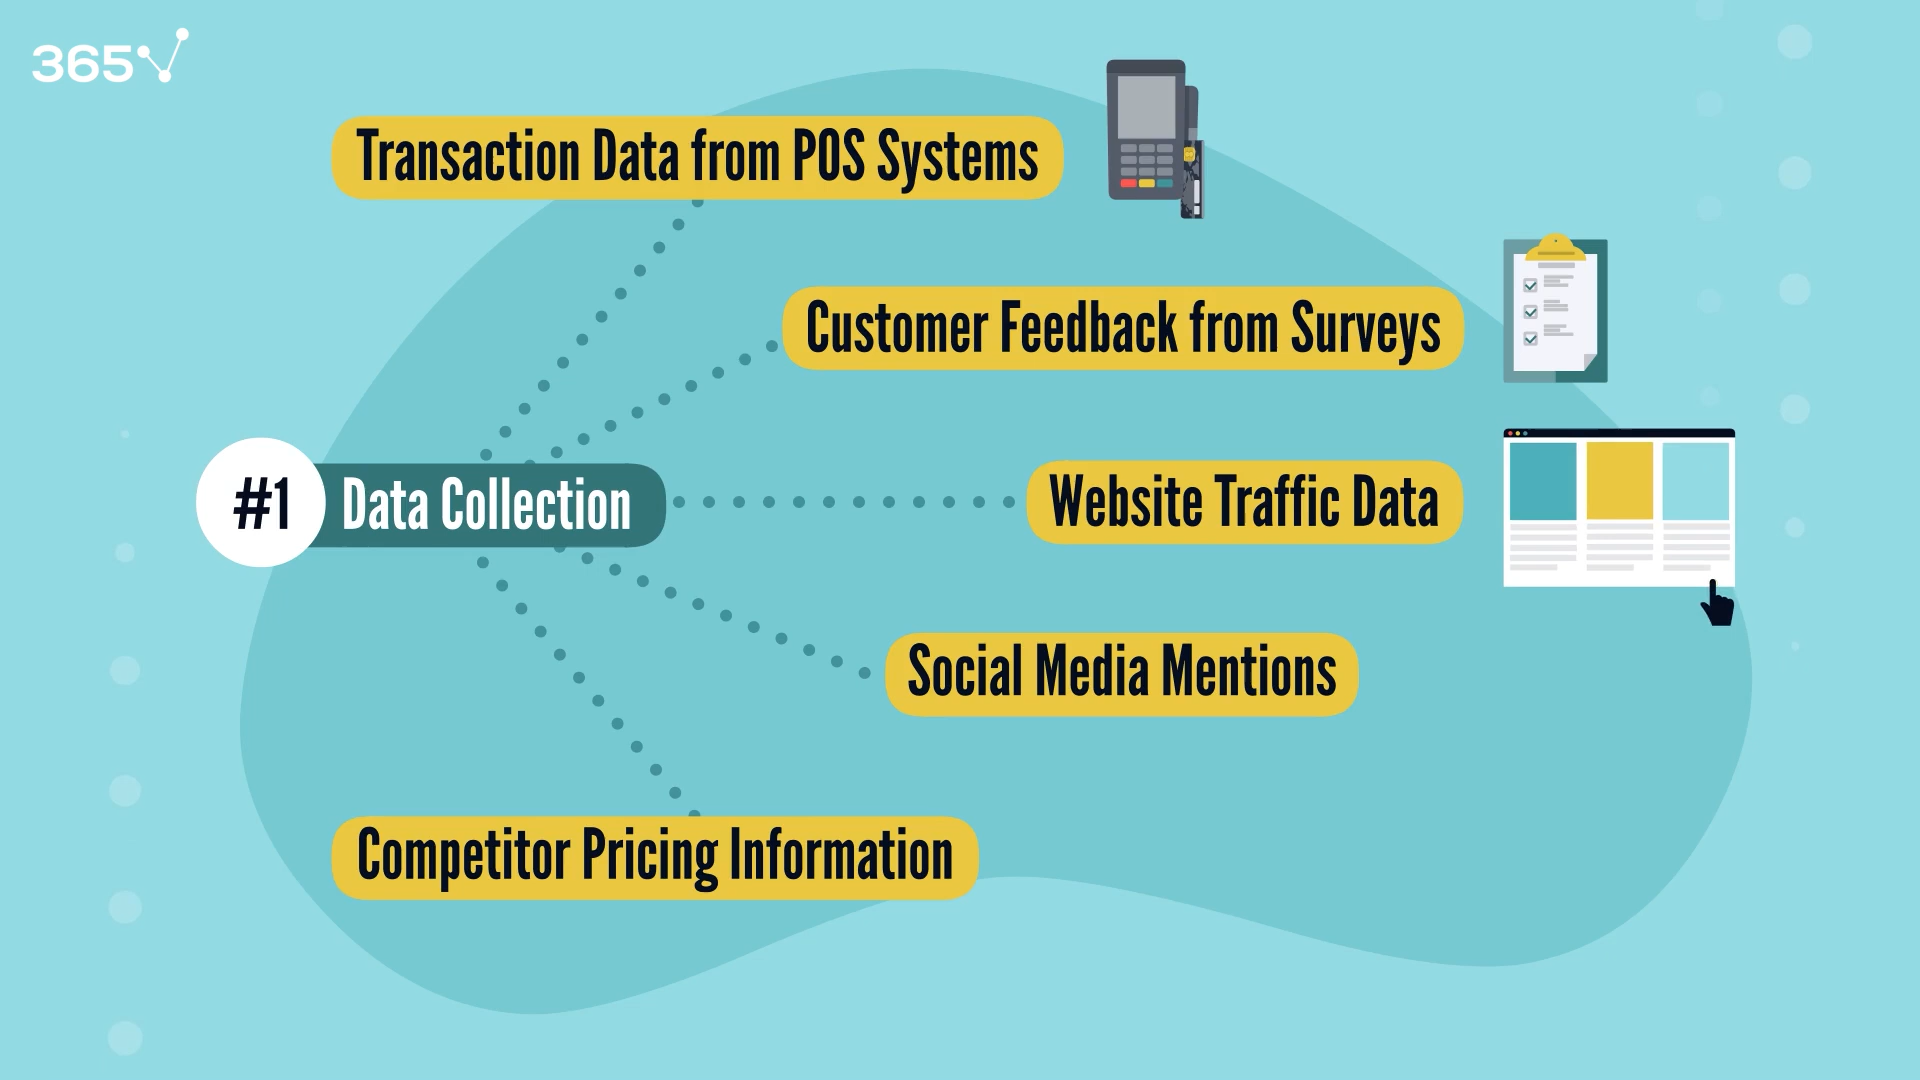 365
Transaction Data from POS Systems
Customer Feedback from Surveys
#1 Data Collection
Website Traffic Data
Social Media Mentions
Competitor Pricing Information